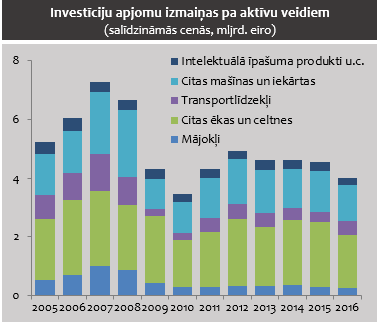 Investīciju apjomu izmaiņas pa aktīvu veidiem
(salīdzināmās cenās, mljrd. eiro)
8
6
4
2
0
Intelektuālā īpašuma produkti u.c.
Citas mašīnas un iekārtas
Transportlīdzekļi
Citas ēkas un celtnes
Mājokļi
2005 2006 2007 2008 2009 2010 2011 2012 2013 2014 2015 2016